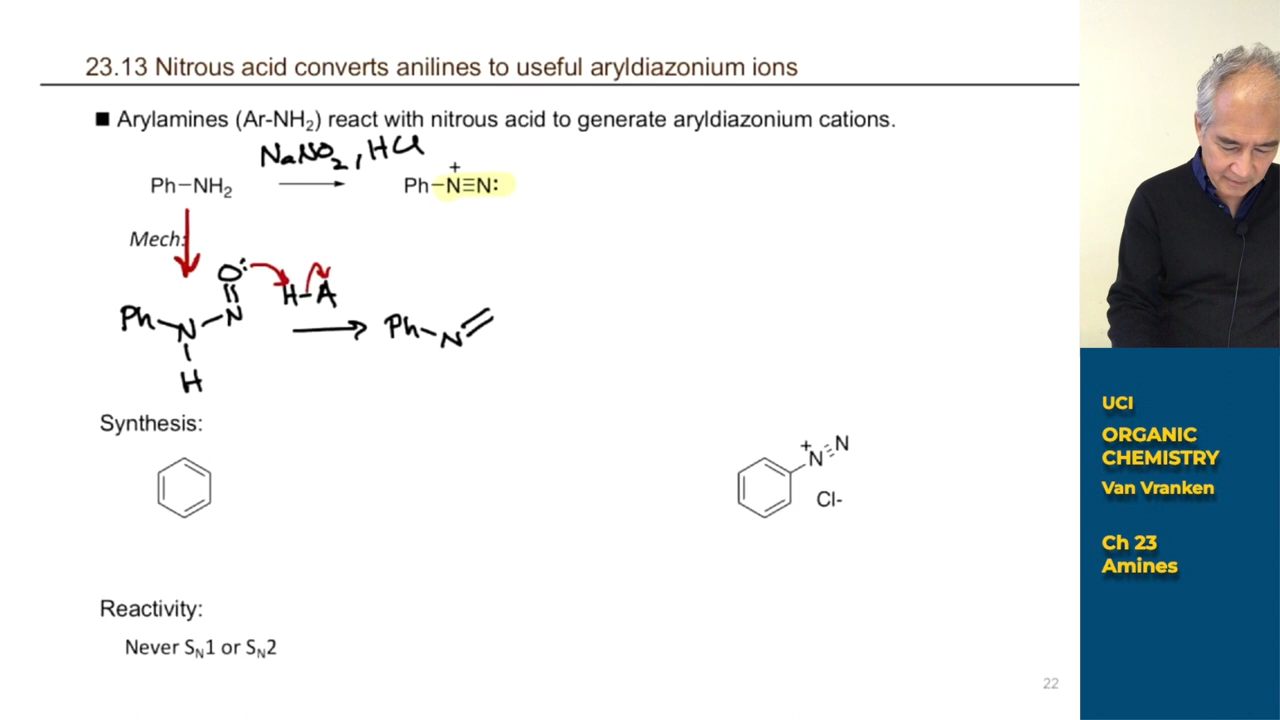 23.13 Nitrous acid converts anilines to useful aryldiazonium ions
■ Arylamines (Ar-NH₂) react with nitrous acid to generate aryldiazonium cations.
NaNO₂, HCl
+
Ph–NH₂
Ph–N≡N:
Mech:
O:
H–A
Ph–N–N
H
Ph–N
Synthesis:
+
N≡N
Cl-
Reactivity:
Never Sₙ1 or Sₙ2
22
UCI
ORGANIC
CHEMISTRY
Van Vranken
Ch 23
Amines